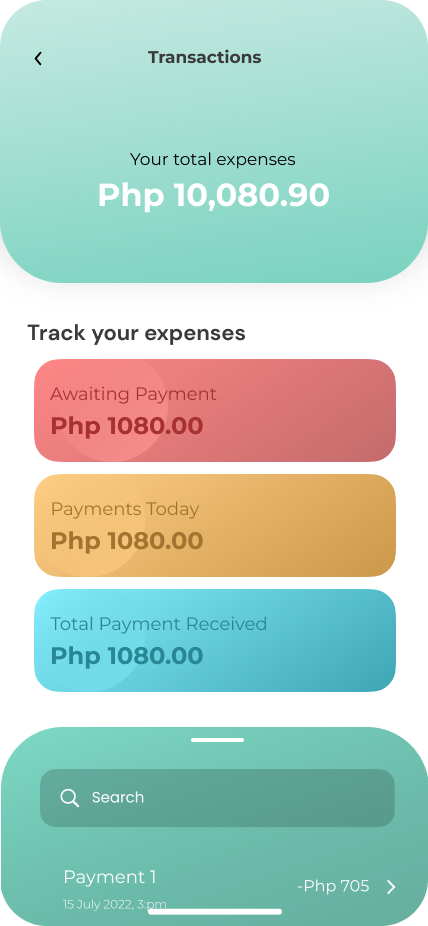 Transactions
Your total expenses
Php 10,080.90
Track your expenses
Awaiting Payment
Php 1080.00
Payments Today
Php 1080.00
Total Payment Received
Php 1080.00
Search
Payment 1
-Php 705
15 July 2022, 3:pm